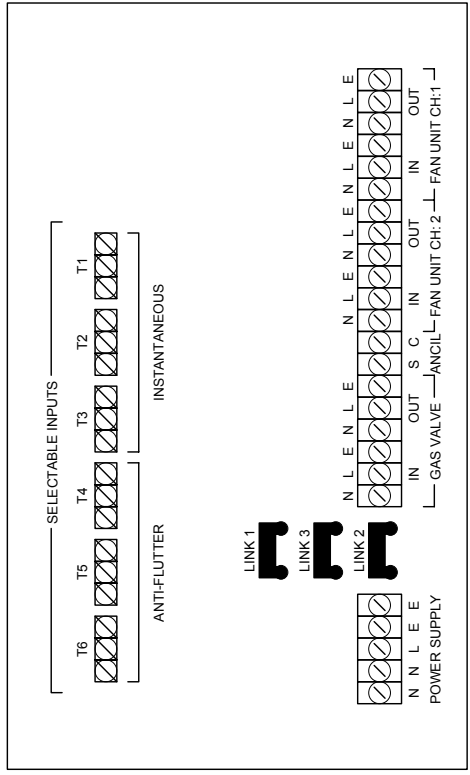 SELECTABLE INPUTS
T6 T5 T4 T3 T2 T1
ANTI-FLUTTER INSTANTANEOUS
LINK 1
LINK 3
LINK 2
N L E N L E N L E N L E N L E N L E
N N L E E
IN OUT S C IN OUT IN OUT
POWER SUPPLY GAS VALVE ANCIL FAN UNIT CH: 2 FAN UNIT CH:1